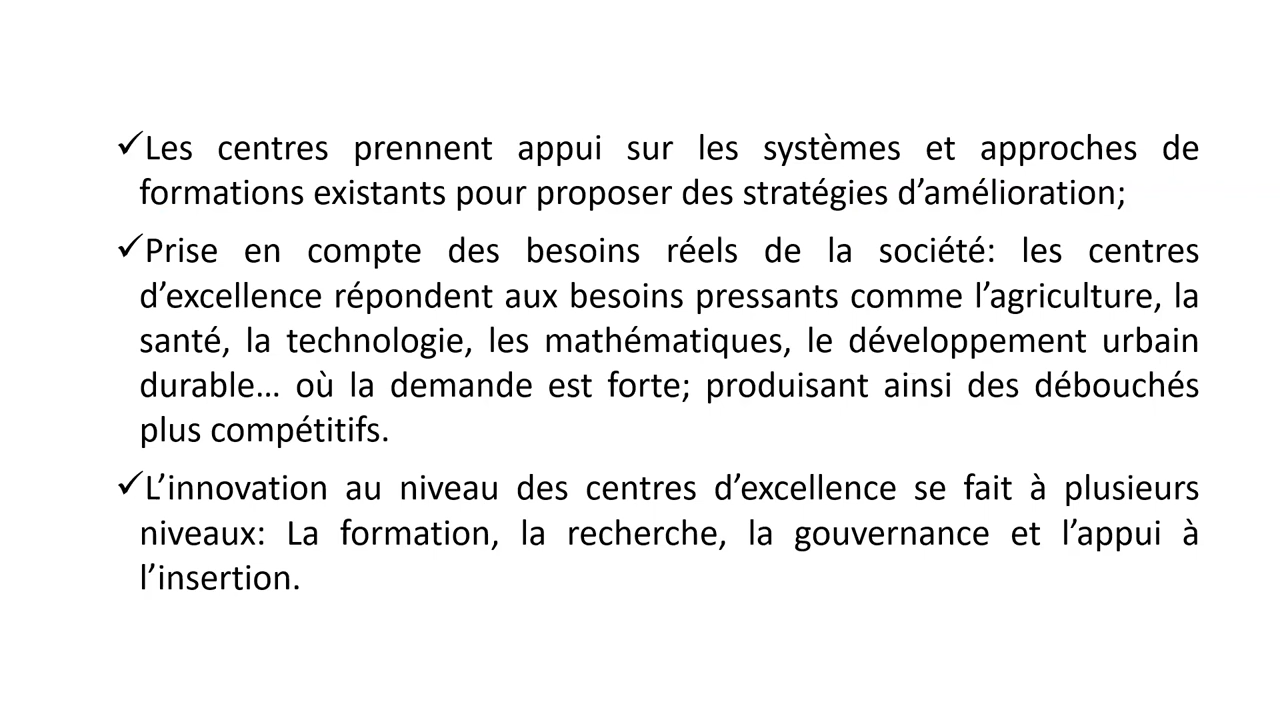 ✓Les centres prennent appui sur les systèmes et approches de
formations existants pour proposer des stratégies d’amélioration;
✓Prise en compte des besoins réels de la société: les centres
d’excellence répondent aux besoins pressants comme l’agriculture, la
santé, la technologie, les mathématiques, le développement urbain
durable… où la demande est forte; produisant ainsi des débouchés
plus compétitifs.
✓L’innovation au niveau des centres d’excellence se fait à plusieurs
niveaux: La formation, la recherche, la gouvernance et l’appui à
l’insertion.